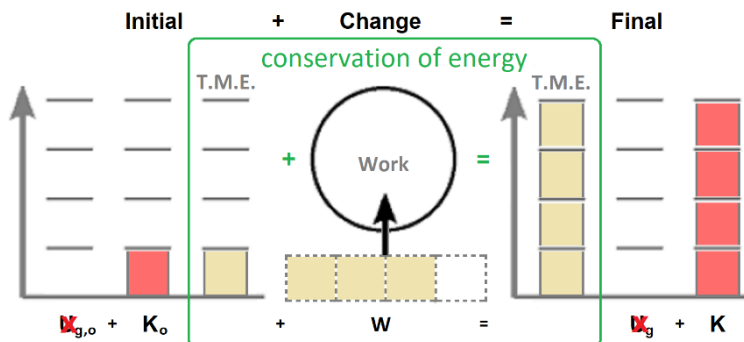 Initial + Change = Final
conservation of energy
T.M.E. T.M.E.
+ Work =
Ug,o + Ko + W = Ug + K